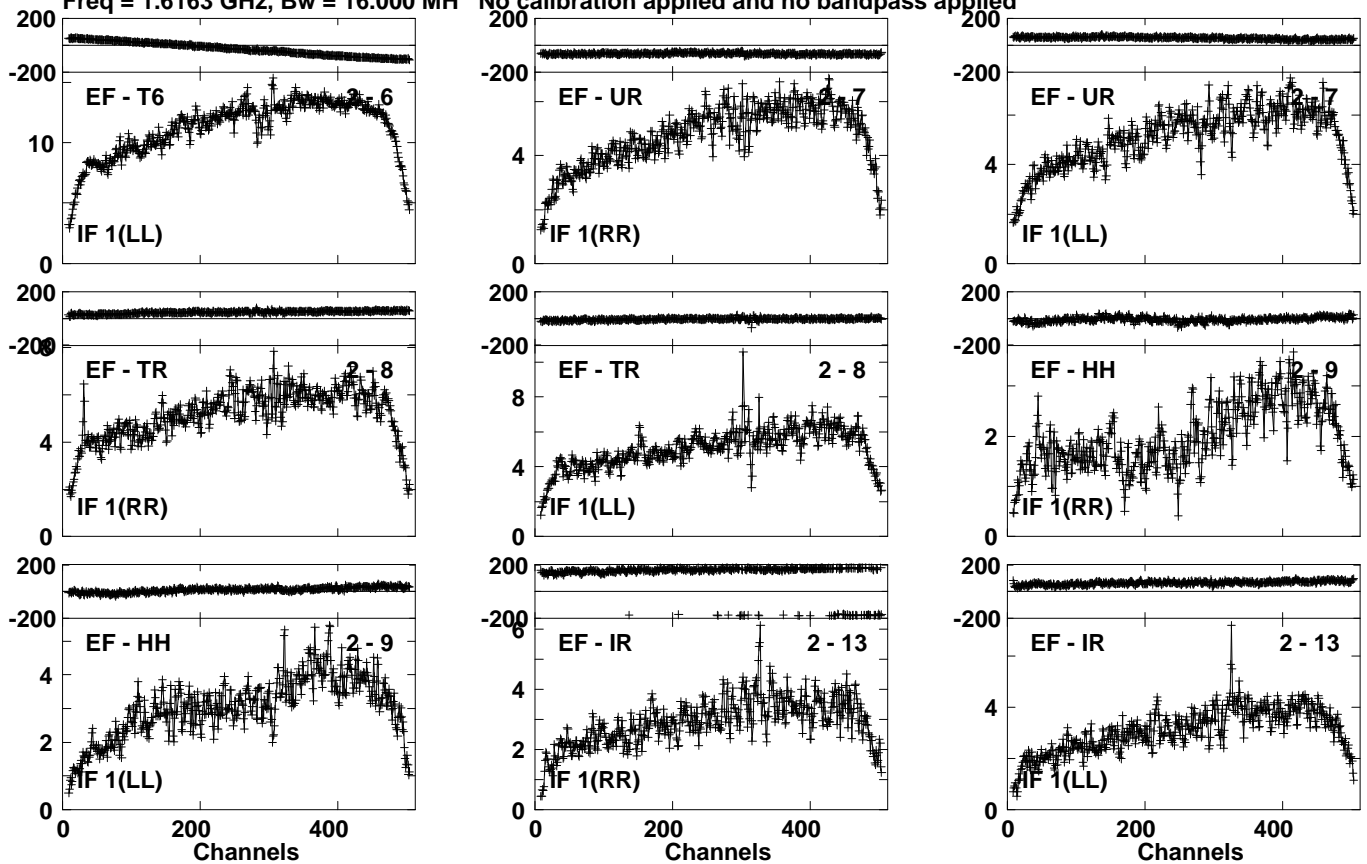 Freq = 1.6163 GHz, Bw = 16.000 MH No calibration applied and no bandpass applied
200
-200
EF - T6 2 - 6
10
IF 1(LL)
0
200
-200
EF - UR 2 - 7
4
IF 1(RR)
0
200
-200
EF - UR 2 - 7
4
IF 1(LL)
0
200
-200
8
EF - TR 2 - 8
4
IF 1(RR)
0
200
-200
EF - TR 2 - 8
8
4
IF 1(LL)
0
200
-200
EF - HH 2 - 9
2
IF 1(RR)
0
200
-200
EF - HH 2 - 9
4
2
IF 1(LL)
0
0 200 400
Channels
200
-200
6
EF - IR 2 - 13
4
2
IF 1(RR)
0
0 200 400
Channels
200
-200
EF - IR 2 - 13
4
IF 1(LL)
0
0 200 400
Channels